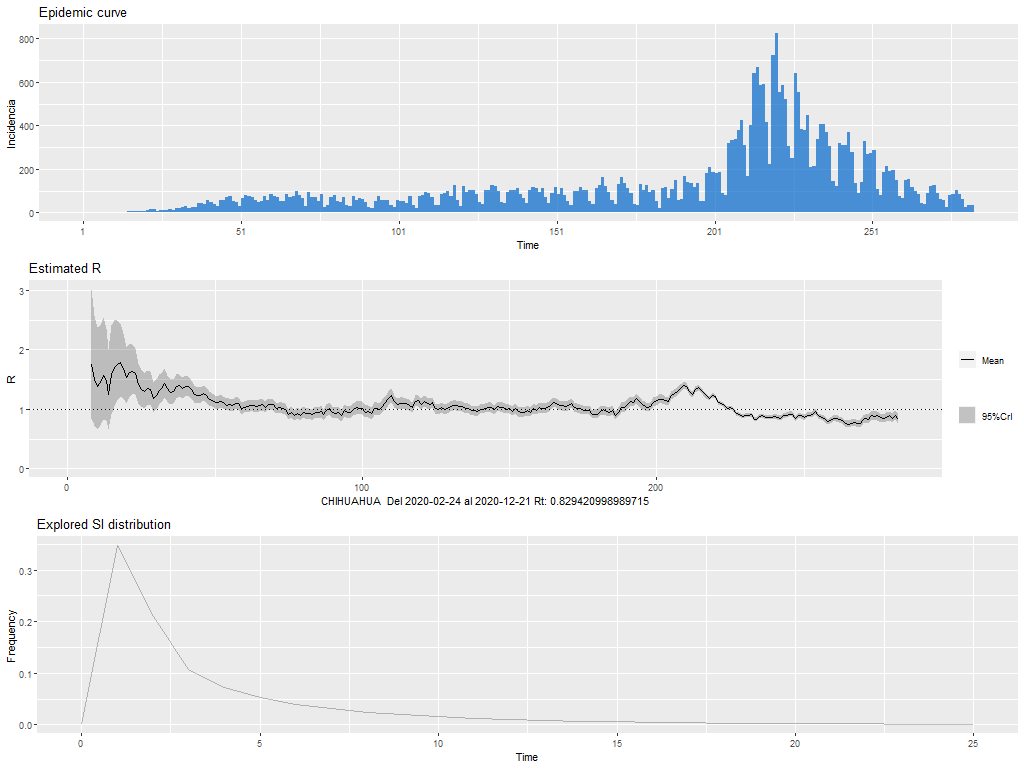 Epidemic curve
800
600
400
200
0
Incidencia
1
51
101
151
201
251
Time
Estimated R
3
2
1
0
R
Mean
95%CrI
0
100
200
CHIHUAHUA Del 2020-02-24 al 2020-12-21 Rt: 0.829420998989715
Explored SI distribution
0.3
0.2
0.1
0.0
Frequency
0
5
10
15
20
25
Time